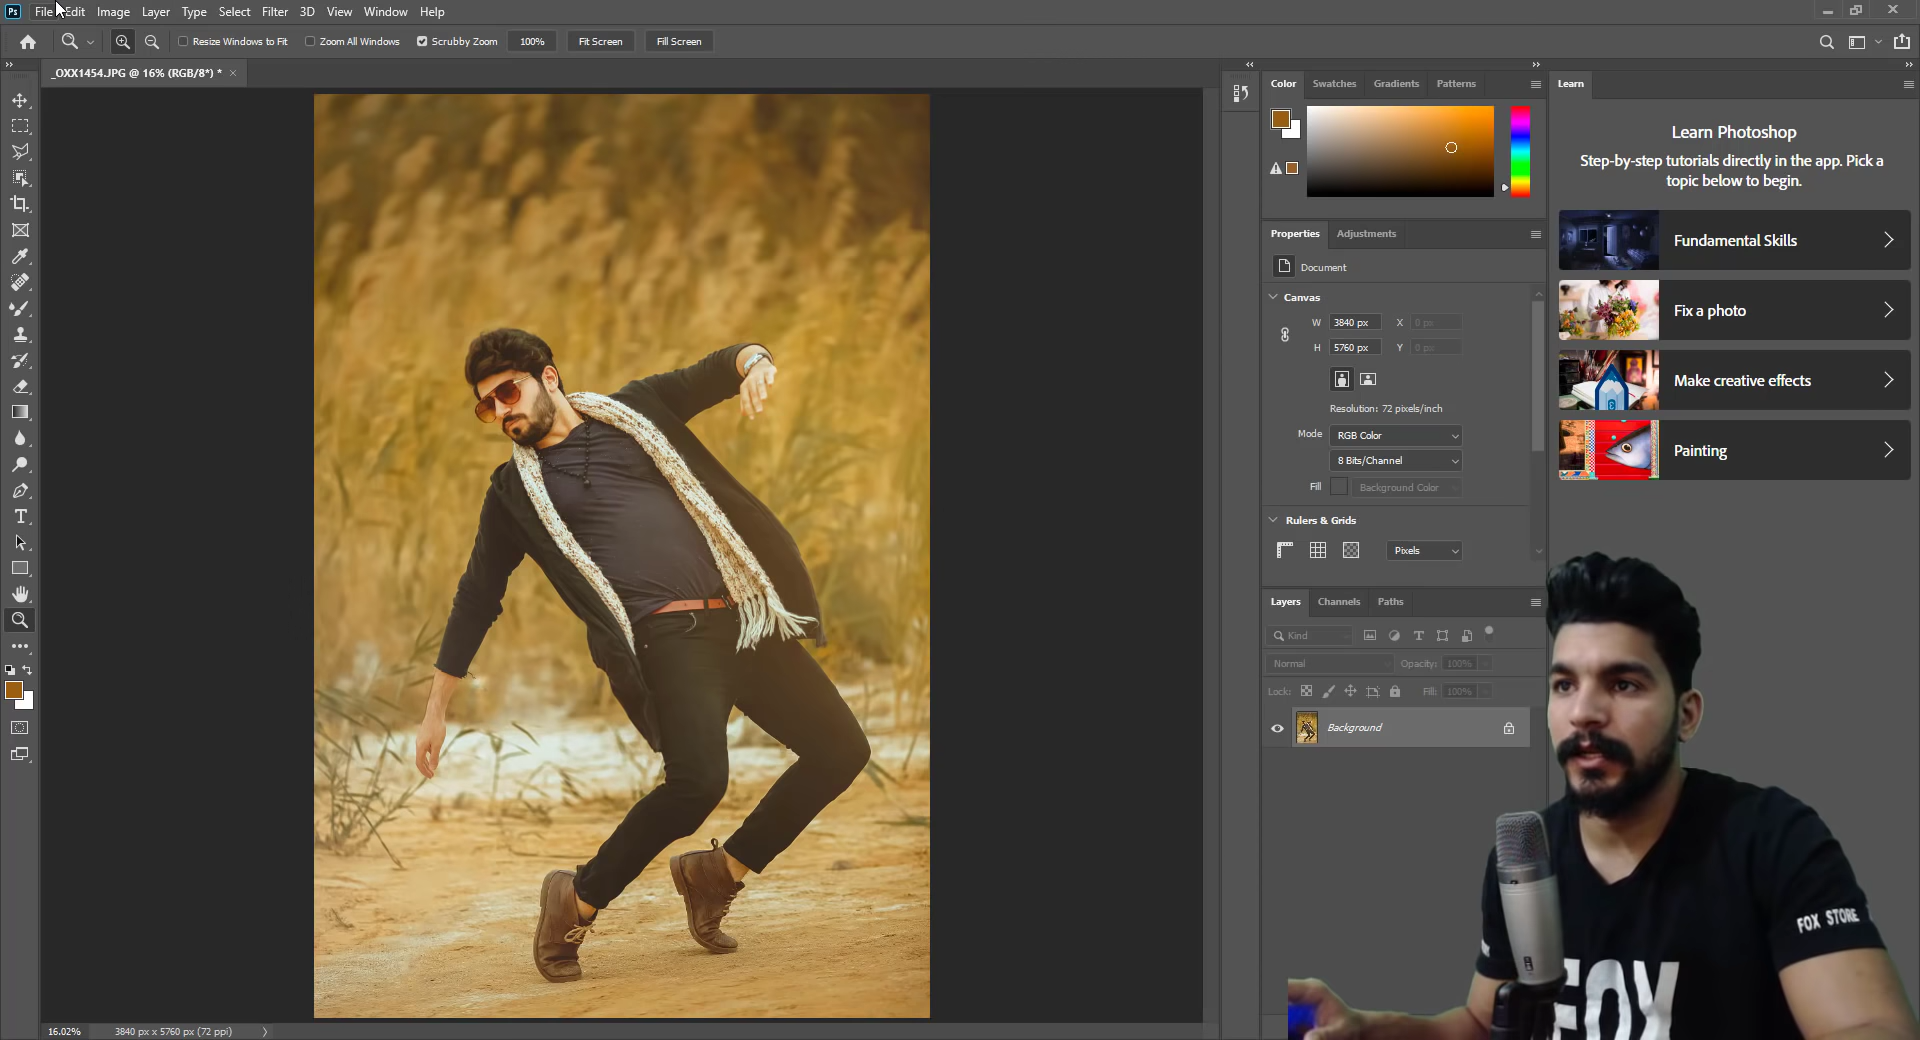 Ps File Edit Image Layer Type Select Filter 3D View Window Help
Resize Windows to Fit Zoom All Windows Scrubby Zoom 100% Fit Screen Fill Screen
_OXX1454.JPG @ 16% (RGB/8*) * ×
Color Swatches Gradients Patterns
Learn
Learn Photoshop
Step-by-step tutorials directly in the app. Pick a
topic below to begin.
Fundamental Skills
Fix a photo
Make creative effects
Painting
Properties Adjustments
Document
Canvas
W 3840 px X 0 px
H 5760 px Y 0 px
Resolution: 72 pixels/inch
Mode RGB Color
8 Bits/Channel
Fill Background Color
Rulers & Grids
Pixels
Layers Channels Paths
Kind
Normal Opacity: 100%
Lock: Fill: 100%
Background
FOX STORE
FOX
16.02% 3840 px x 5760 px (72 ppi)